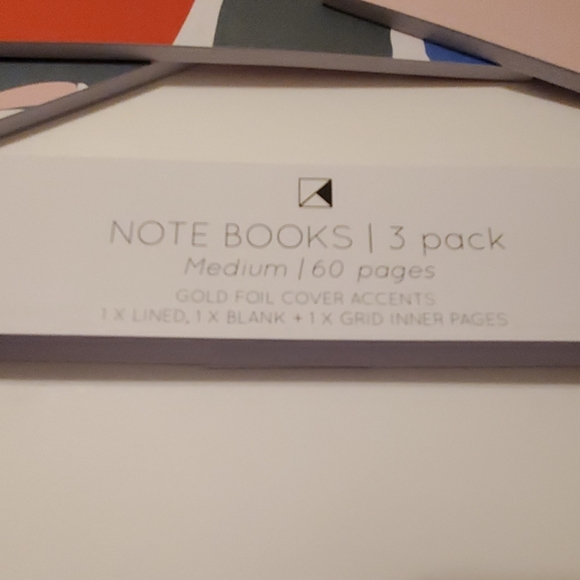 NOTE BOOKS | 3 pack
Medium | 60 pages
GOLD FOIL COVER ACCENTS
1 X LINED, 1 X BLANK + 1 X GRID INNER PAGES